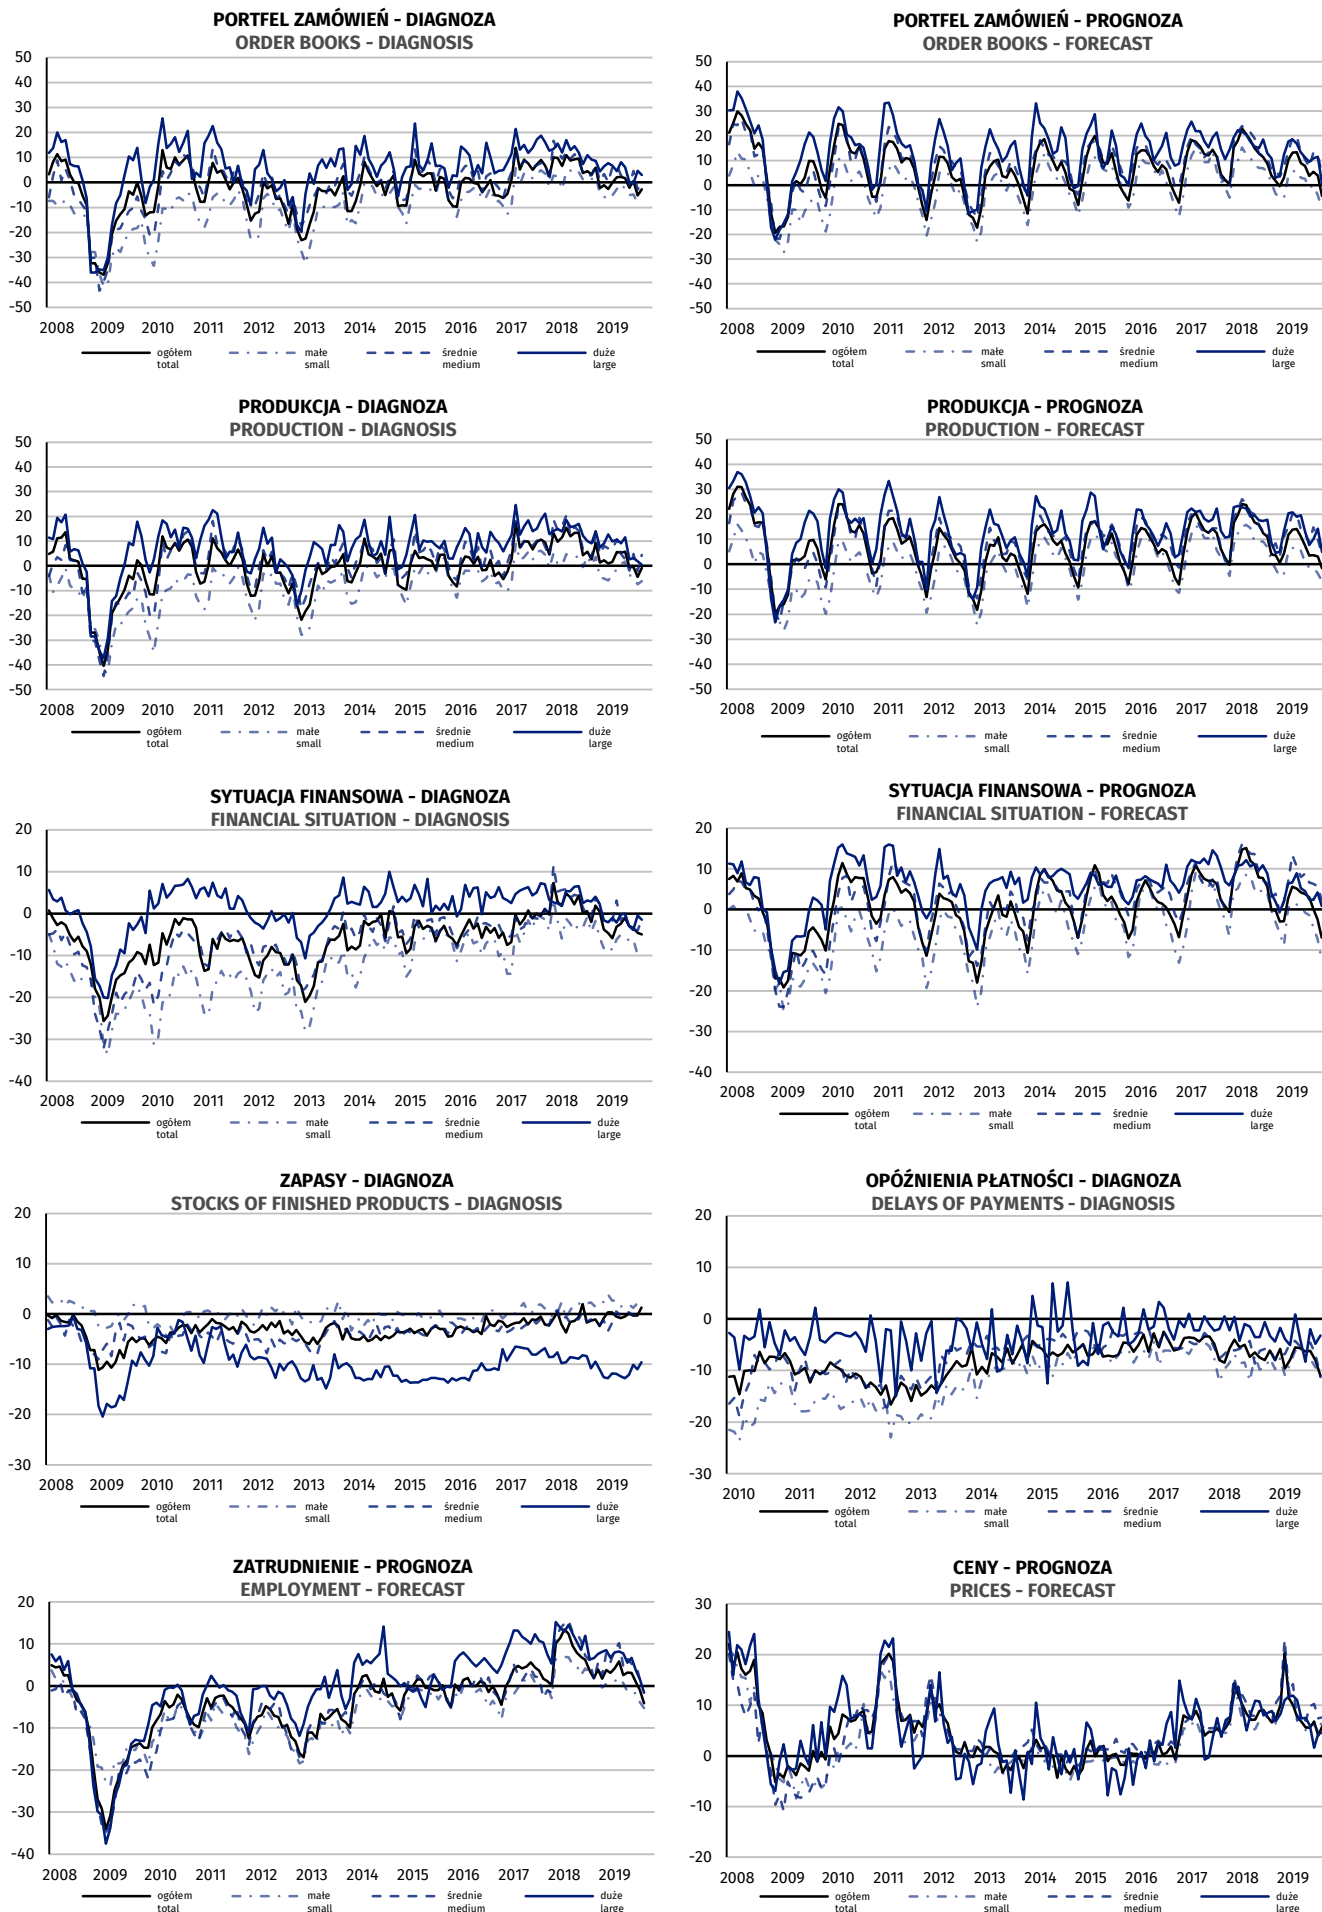 PORTFEL ZAMÓWIEŃ - DIAGNOZA
ORDER BOOKS - DIAGNOSIS
50
40
30
20
10
0
-10
-20
-30
-40
-50
2008 2009 2010 2011 2012 2013 2014 2015 2016 2017 2018 2019
ogółem małe średnie duże
total small medium large
PORTFEL ZAMÓWIEŃ - PROGNOZA
ORDER BOOKS - FORECAST
50
40
30
20
10
0
-10
-20
-30
-40
-50
2008 2009 2010 2011 2012 2013 2014 2015 2016 2017 2018 2019
ogółem małe średnie duże
total small medium large
PRODUKCJA - DIAGNOZA
PRODUCTION - DIAGNOSIS
50
40
30
20
10
0
-10
-20
-30
-40
-50
2008 2009 2010 2011 2012 2013 2014 2015 2016 2017 2018 2019
ogółem małe średnie duże
total small medium large
PRODUKCJA - PROGNOZA
PRODUCTION - FORECAST
50
40
30
20
10
0
-10
-20
-30
-40
-50
2008 2009 2010 2011 2012 2013 2014 2015 2016 2017 2018 2019
ogółem małe średnie duże
total small medium large
SYTUACJA FINANSOWA - DIAGNOZA
FINANCIAL SITUATION - DIAGNOSIS
20
10
0
-10
-20
-30
-40
2008 2009 2010 2011 2012 2013 2014 2015 2016 2017 2018 2019
ogółem małe średnie duże
total small medium large
SYTUACJA FINANSOWA - PROGNOZA
FINANCIAL SITUATION - FORECAST
20
10
0
-10
-20
-30
-40
2008 2009 2010 2011 2012 2013 2014 2015 2016 2017 2018 2019
ogółem małe średnie duże
total small medium large
ZAPASY - DIAGNOZA
STOCKS OF FINISHED PRODUCTS - DIAGNOSIS
20
10
0
-10
-20
-30
2008 2009 2010 2011 2012 2013 2014 2015 2016 2017 2018 2019
ogółem małe średnie duże
total small medium large
OPÓŹNIENIA PŁATNOŚCI - DIAGNOZA
DELAYS OF PAYMENTS - DIAGNOSIS
20
10
0
-10
-20
-30
2010 2011 2012 2013 2014 2015 2016 2017 2018 2019
ogółem małe średnie duże
total small medium large
ZATRUDNIENIE - PROGNOZA
EMPLOYMENT - FORECAST
20
10
0
-10
-20
-30
-40
2008 2009 2010 2011 2012 2013 2014 2015 2016 2017 2018 2019
ogółem małe średnie duże
total small medium large
CENY - PROGNOZA
PRICES - FORECAST
30
20
10
0
-10
-20
2008 2009 2010 2011 2012 2013 2014 2015 2016 2017 2018 2019
ogółem małe średnie duże
total small medium large